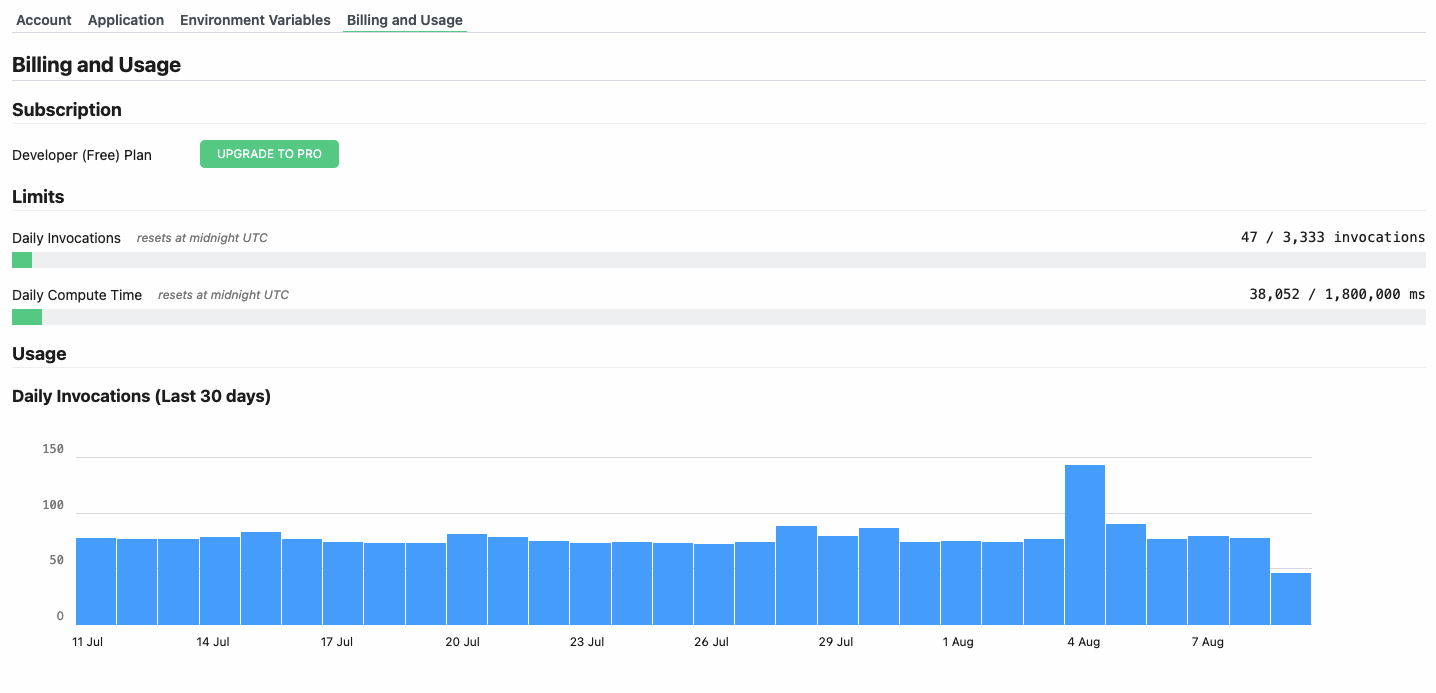 Account Application Environment Variables Billing and Usage
Billing and Usage
Subscription
Developer (Free) Plan UPGRADE TO PRO
Limits
Daily Invocations resets at midnight UTC 47 / 3,333 invocations
Daily Compute Time resets at midnight UTC 38,052 / 1,800,000 ms
Usage
Daily Invocations (Last 30 days)
150
100
50
0
11 Jul 14 Jul 17 Jul 20 Jul 23 Jul 26 Jul 29 Jul 1 Aug 4 Aug 7 Aug